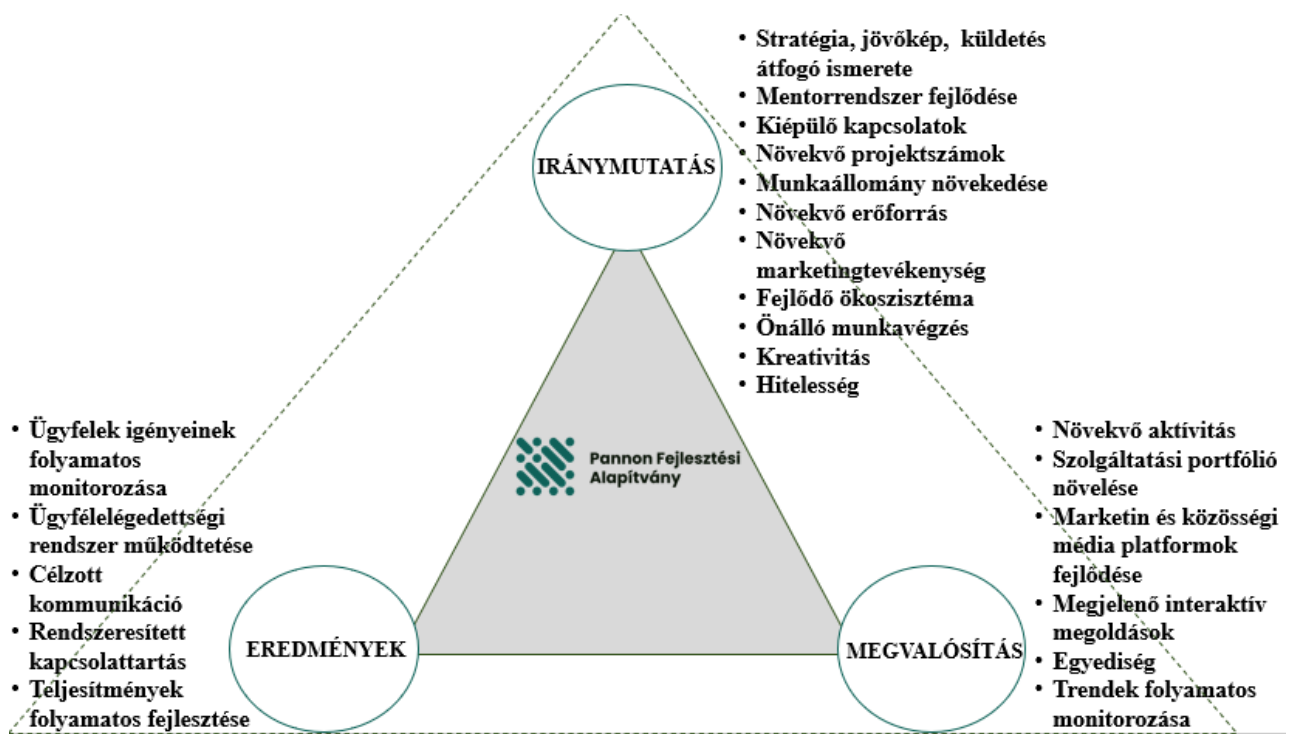 • Stratégia, jövőkép, küldetés
átfogó ismerete
• Mentorrendszer fejlődése
• Kiépülő kapcsolatok
• Növekvő projektszámok
• Munkaállomány növekedése
• Növekvő erőforrás
• Növekvő
marketingtevékenység
• Fejlődő ökoszisztéma
• Önálló munkavégzés
• Kreativitás
• Hitelesség
IRÁNYMUTATÁS
Pannon Fejlesztési
Alapítvány
• Ügyfelek igényeinek
folyamatos
monitorozása
• Ügyfélelégedettségi
rendszer működtetése
• Célzott
kommunikáció
• Rendszeresített
kapcsolattartás
• Teljesítmények
folyamatos fejlesztése
EREDMÉNYEK
MEGVALÓSÍTÁS
• Növekvő aktívitás
• Szolgáltatási portfólió
növelése
• Marketin és közösségi
média platformok
fejlődése
• Megjelenő interaktív
megoldások
• Egyediség
• Trendek folyamatos
monitorozása